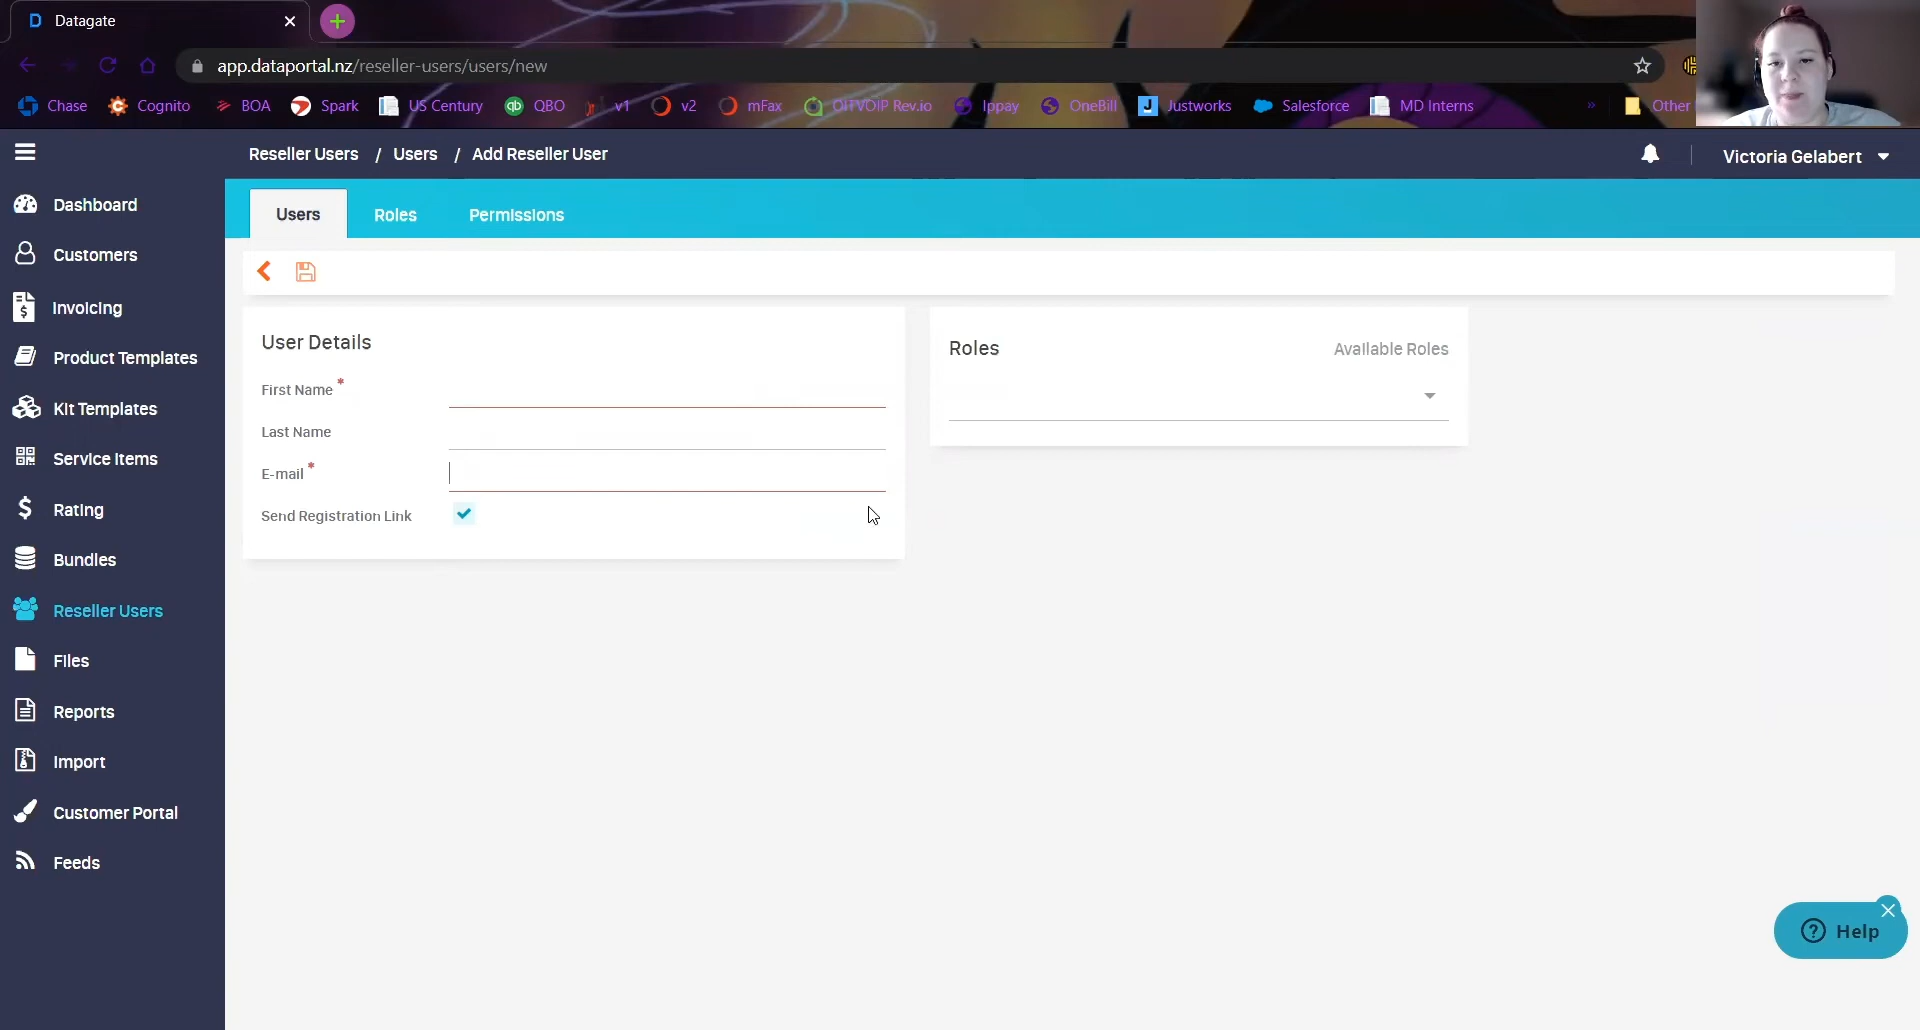 Datagate
app.dataportal.nz/reseller-users/users/new
Chase Cognito BOA Spark US Century QBO v1 v2 mFax OITVOIP Rev.io Ippay OneBill Justworks Salesforce MD Interns » Other
Reseller Users / Users / Add Reseller User
Victoria Gelabert
Dashboard
Customers
Invoicing
Product Templates
Kit Templates
Service Items
Rating
Bundles
Reseller Users
Files
Reports
Import
Customer Portal
Feeds
Users Roles Permissions
User Details
First Name *
Last Name
E-mail *
Send Registration Link
Roles Available Roles
? Help